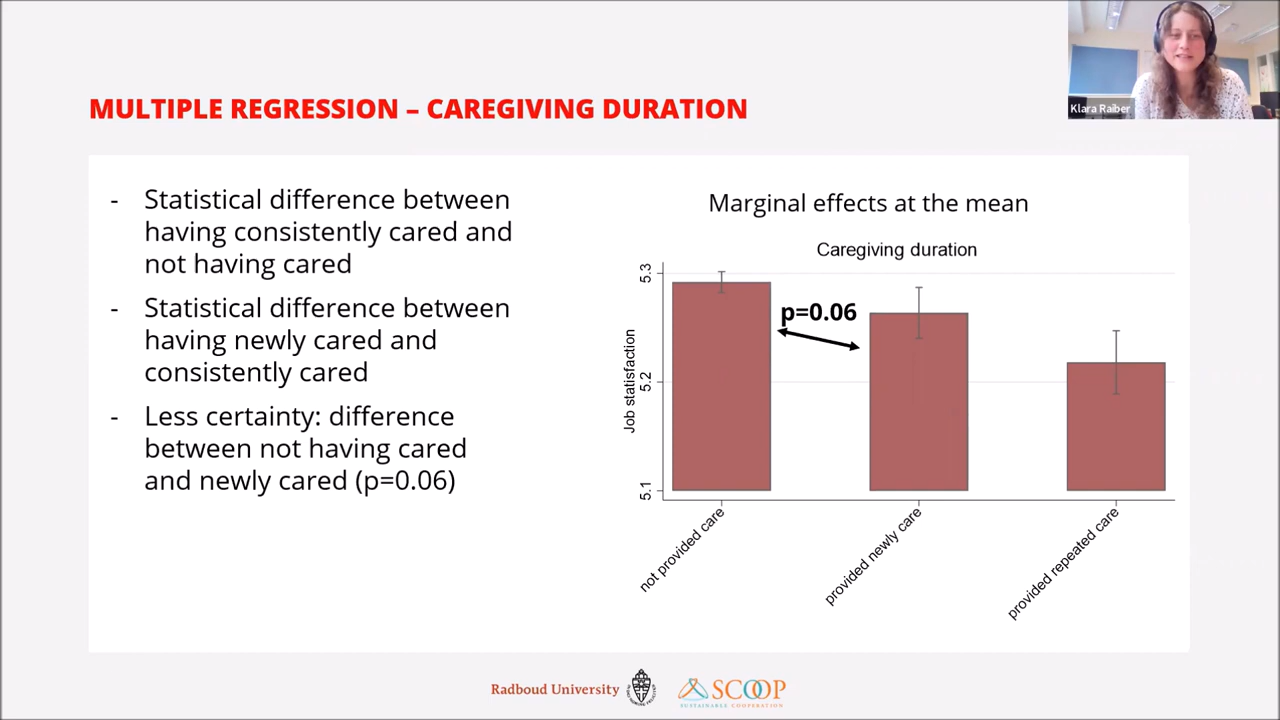 Klara Raiber
MULTIPLE REGRESSION – CAREGIVING DURATION
- Statistical difference between
having consistently cared and
not having cared
- Statistical difference between
having newly cared and
consistently cared
- Less certainty: difference
between not having cared
and newly cared (p=0.06)
Marginal effects at the mean
Caregiving duration
Job statisfaction
5.3
5.2
5.1
p=0.06
not provided care
provided newly care
provided repeated care
Radboud University
SCOOP
SUSTAINABLE COOPERATION